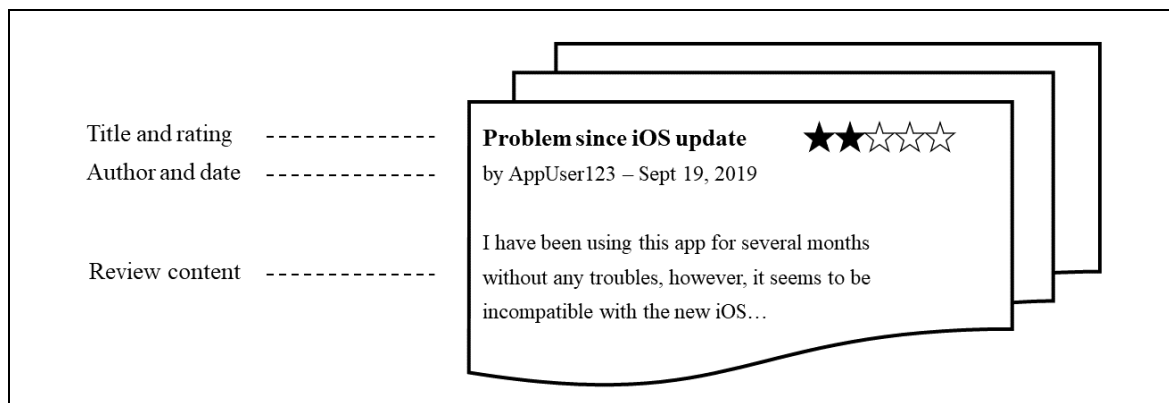 Title and rating
Problem since iOS update
Author and date
by AppUser123 – Sept 19, 2019
I have been using this app for several months
Review content
without any troubles, however, it seems to be
incompatible with the new iOS…